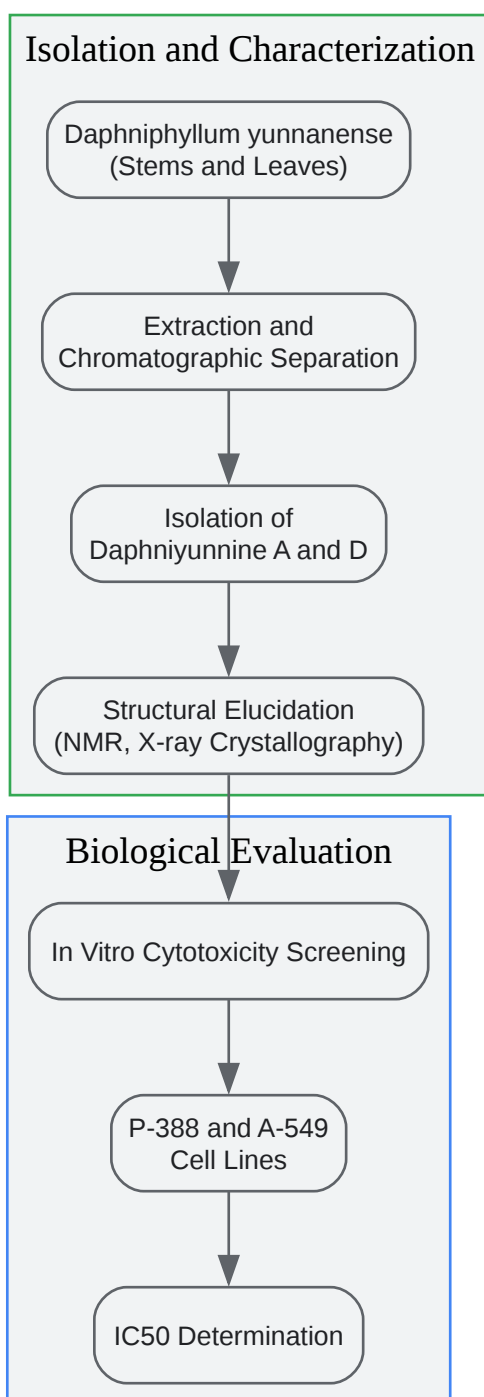 Isolation and Characterization
Daphniphyllum yunnanense
(Stems and Leaves)
Extraction and
Chromatographic Separation
Isolation of
Daphniyunnine A and D
Structural Elucidation
(NMR, X-ray Crystallography)
Biological Evaluation
In Vitro Cytotoxicity Screening
P-388 and A-549
Cell Lines
IC50 Determination